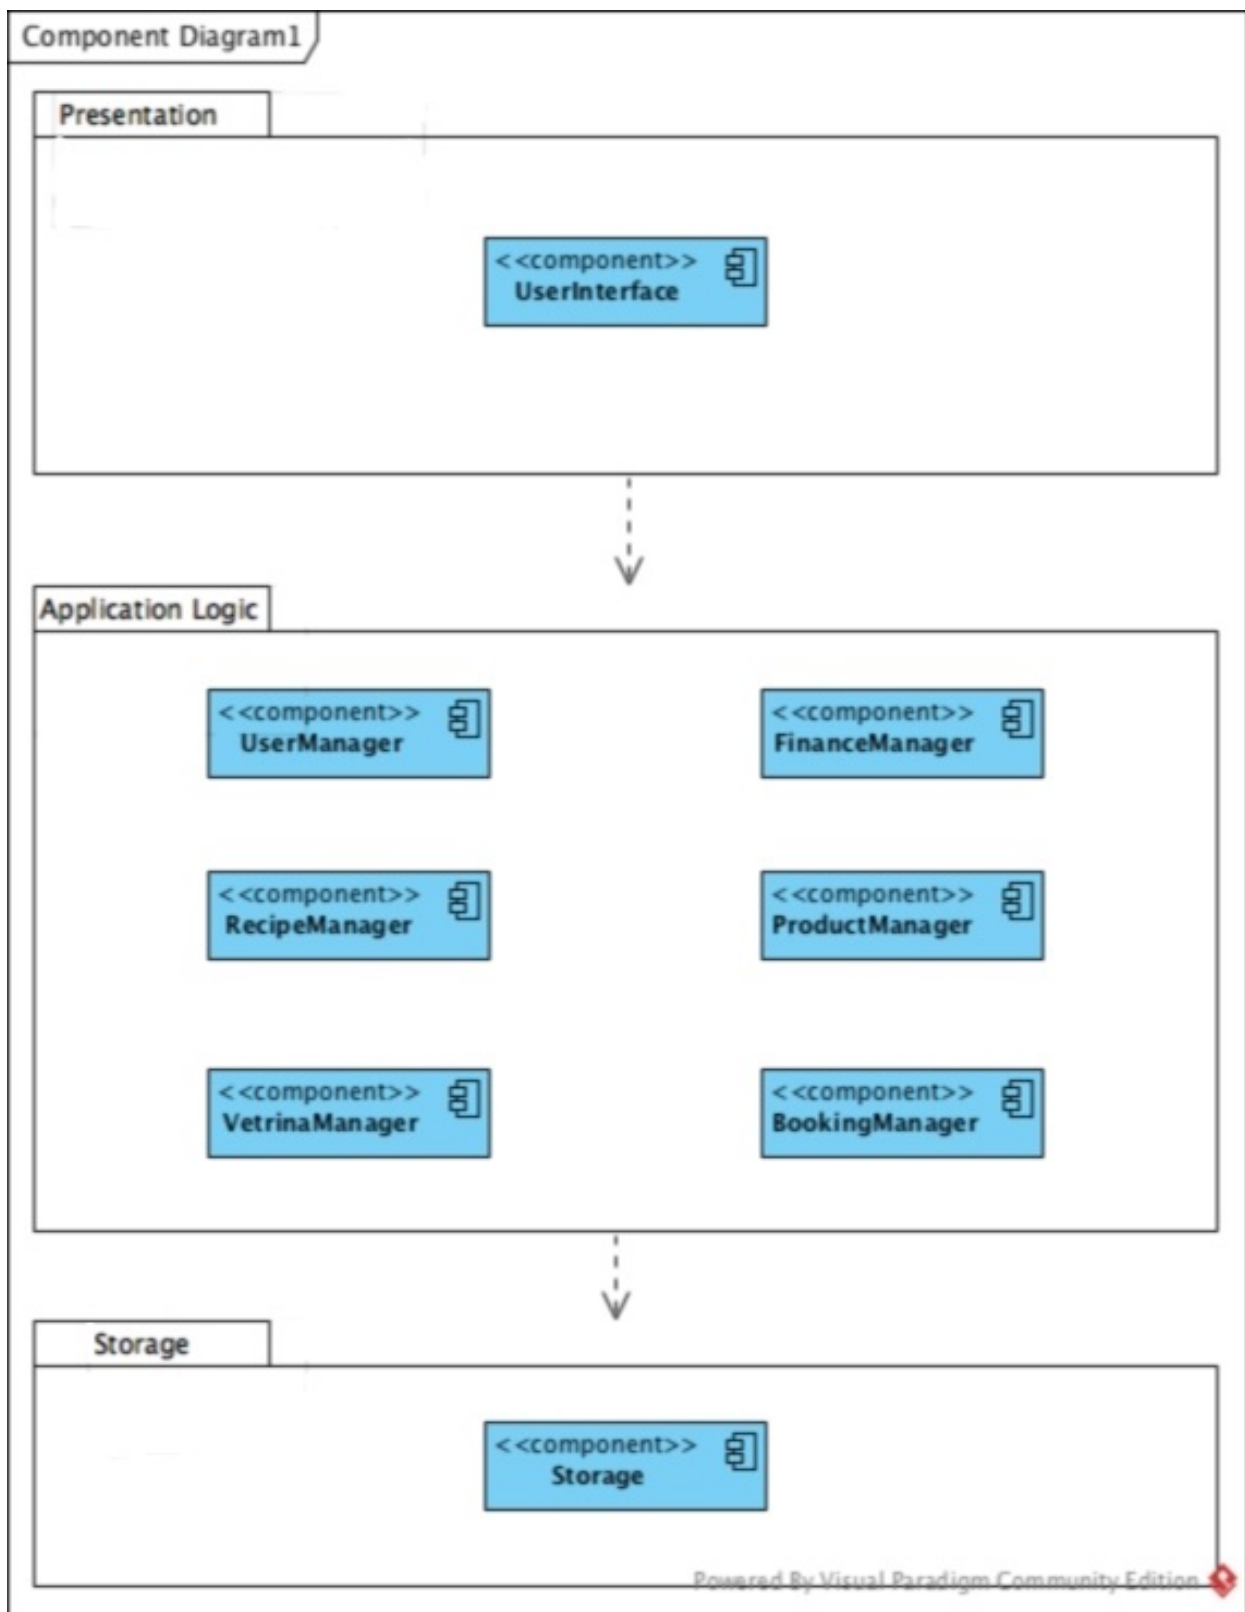 Component Diagram1
Presentation
<<component>>
UserInterface
Application Logic
<<component>>
UserManager
<<component>>
FinanceManager
<<component>>
RecipeManager
<<component>>
ProductManager
<<component>>
VetrinaManager
<<component>>
BookingManager
Storage
<<component>>
Storage
Powered By Visual Paradigm Community Edition